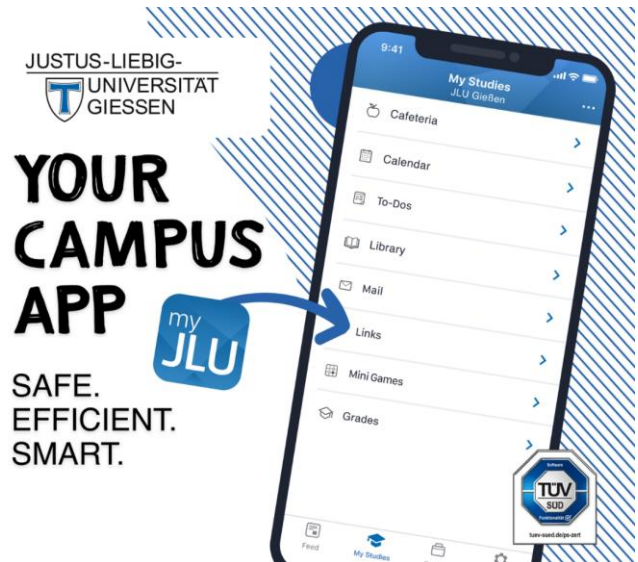 JUSTUS-LIEBIG-
UNIVERSITÄT
GIESSEN
YOUR
CAMPUS
APP
my
JLU
SAFE.
EFFICIENT.
SMART.
9:41
My Studies
JLU Gießen
Cafeteria
Calendar
To-Dos
Library
Mail
Links
Mini Games
Grades
Feed
My Studies
Software
TÜV
SÜD
Funktionalität
tuev-sued.de/ps-zert